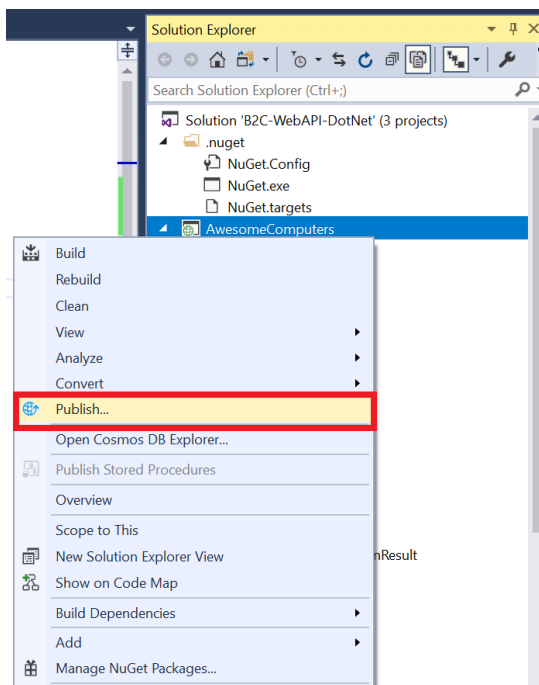 Solution Explorer
Search Solution Explorer (Ctrl+;)
Solution 'B2C-WebAPI-DotNet' (3 projects)
.nuget
NuGet.Config
NuGet.exe
NuGet.targets
AwesomeComputers
Build
Rebuild
Clean
View
Analyze
Convert
Publish...
Open Cosmos DB Explorer...
Publish Stored Procedures
Overview
Scope to This
New Solution Explorer View
nResult
Show on Code Map
Build Dependencies
Add
Manage NuGet Packages...